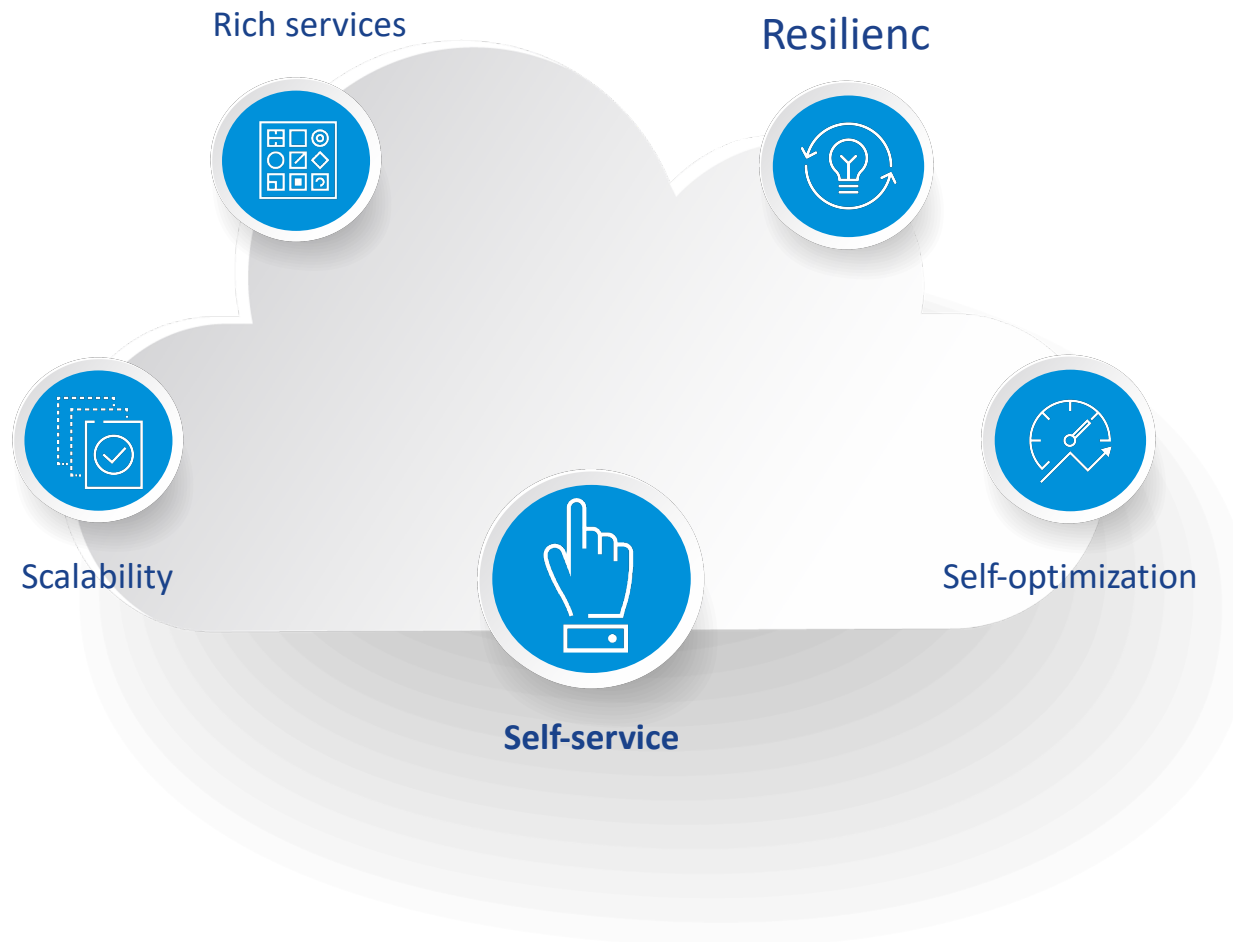 Rich services
Resilienc
Scalability
Self-optimization
Self-service